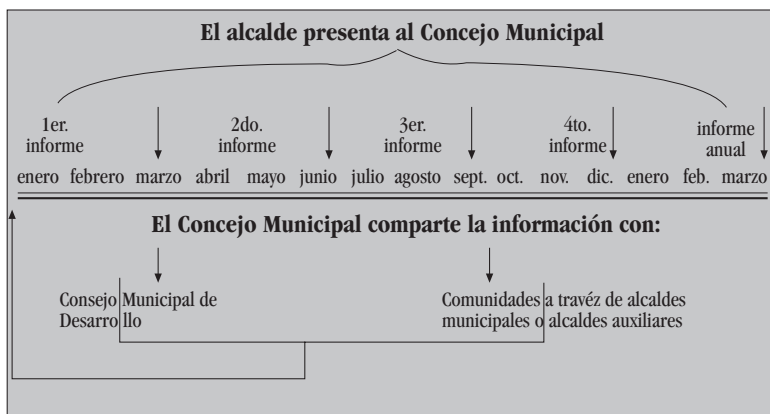 El alcalde presenta al Concejo Municipal
1er.
informe
2do.
informe
3er.
informe
4to.
informe
informe
anual
enero febrero marzo abril mayo junio julio agosto sept. oct. nov. dic. enero feb. marzo
El Concejo Municipal comparte la información con:
Consejo Municipal de
Desarro llo
Comunidades a travéz de alcaldes
municipales o alcaldes auxiliares